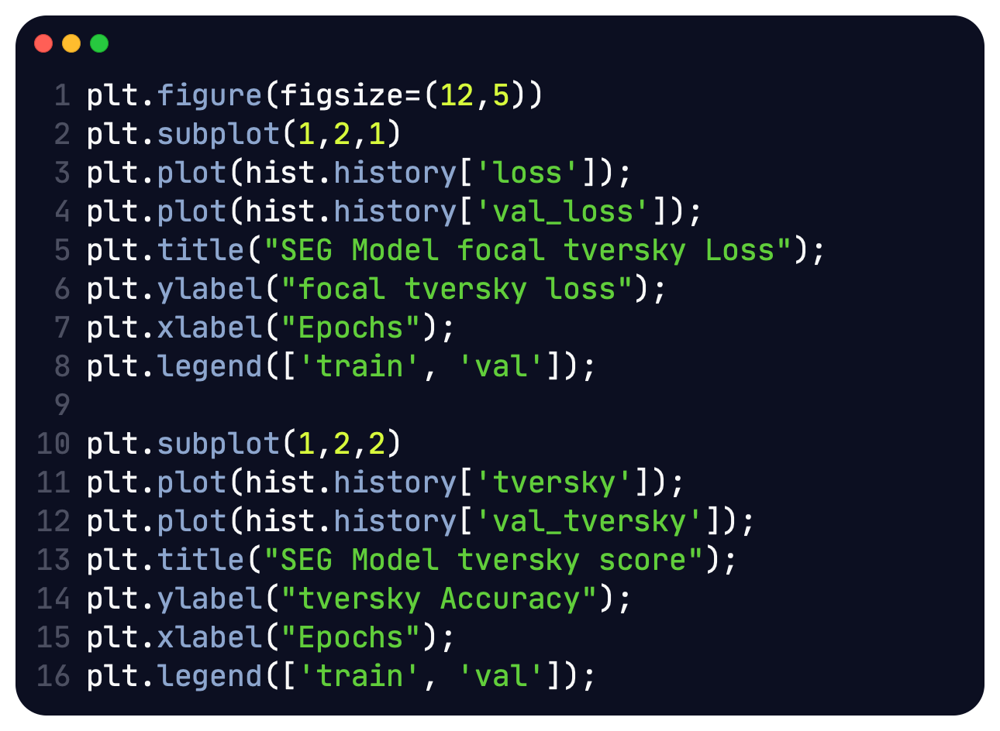 1 plt.figure(figsize=(12,5))
2 plt.subplot(1,2,1)
3 plt.plot(hist.history['loss']);
4 plt.plot(hist.history['val_loss']);
5 plt.title("SEG Model focal tversky Loss");
6 plt.ylabel("focal tversky loss");
7 plt.xlabel("Epochs");
8 plt.legend(['train', 'val']);
9
10 plt.subplot(1,2,2)
11 plt.plot(hist.history['tversky']);
12 plt.plot(hist.history['val_tversky']);
13 plt.title("SEG Model tversky score");
14 plt.ylabel("tversky Accuracy");
15 plt.xlabel("Epochs");
16 plt.legend(['train', 'val']);